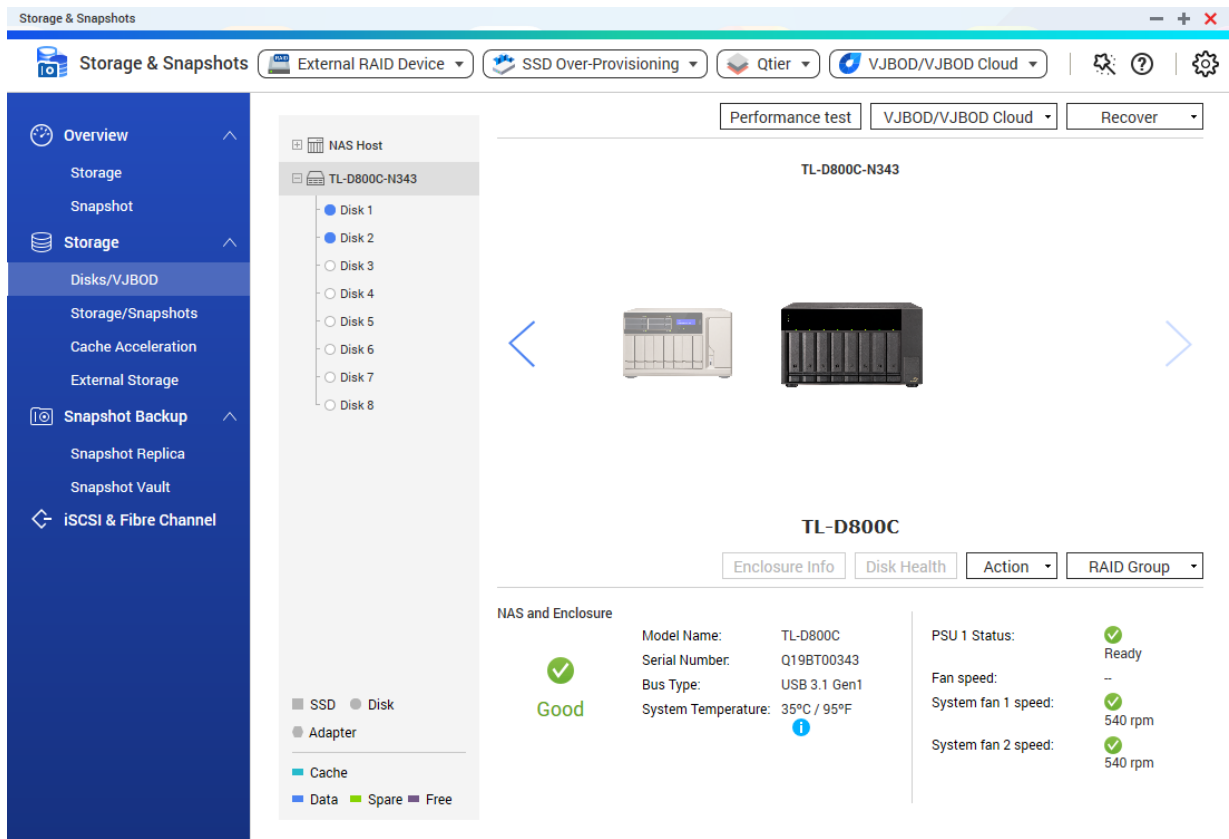 Storage & Snapshots
Storage & Snapshots
External RAID Device
SSD Over-Provisioning
Qtier
VJBOD/VJBOD Cloud
Overview
Storage
Snapshot
Storage
Disks/VJBOD
Storage/Snapshots
Cache Acceleration
External Storage
Snapshot Backup
Snapshot Replica
Snapshot Vault
iSCSI & Fibre Channel
NAS Host
TL-D800C-N343
Disk 1
Disk 2
Disk 3
Disk 4
Disk 5
Disk 6
Disk 7
Disk 8
SSD
Disk
Adapter
Cache
Data
Spare
Free
Performance test
VJBOD/VJBOD Cloud
Recover
TL-D800C-N343
TL-D800C
Enclosure Info
Disk Health
Action
RAID Group
NAS and Enclosure
Good
Model Name: TL-D800C
Serial Number: Q19BT00343
Bus Type: USB 3.1 Gen1
System Temperature: 35ºC / 95ºF
PSU 1 Status:
Ready
Fan speed: --
System fan 1 speed:
540 rpm
System fan 2 speed:
540 rpm